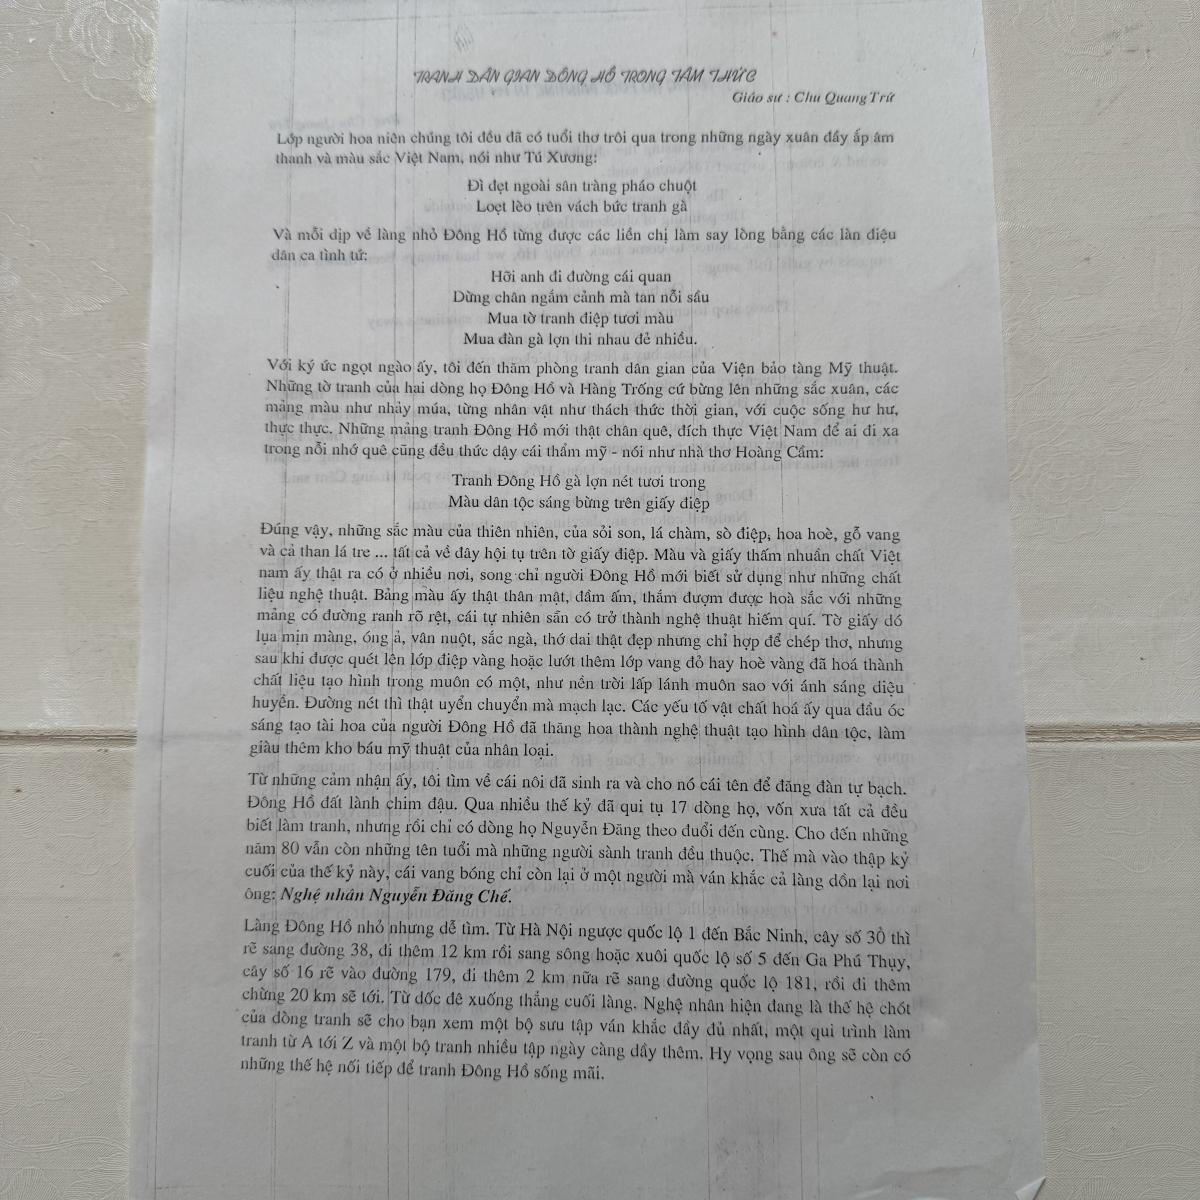 TRANH DÂN GIAN ĐÔNG HỒ TRONG TÂM THỨC
Giáo sư : Chu Quang Trứ
Lớp người hoa niên chúng tôi đều đã có tuổi thơ trôi qua trong những ngày xuân đầy ắp âm
thanh và màu sắc Việt Nam, nói như Tú Xương:
Đì đẹt ngoài sân tràng pháo chuột
Loẹt lèo trên vách bức tranh gà
Và mỗi dịp về làng nhỏ Đông Hồ từng được các liền chị làm say lòng bằng các làn điệu
dân ca tình tứ:
Hỡi anh đi đường cái quan
Dừng chân ngắm cảnh mà tan nỗi sầu
Mua tờ tranh điệp tươi màu
Mua đàn gà lợn thi nhau đẻ nhiều.
Với ký ức ngọt ngào ấy, tôi đến thăm phòng tranh dân gian của Viện bảo tàng Mỹ thuật.
Những tờ tranh của hai dòng họ Đông Hồ và Hàng Trống cứ bừng lên những sắc xuân, các
mảng màu như nhảy múa, từng nhân vật như thách thức thời gian, với cuộc sống hư hư,
thực thực. Những mảng tranh Đông Hồ mới thật chân quê, đích thực Việt Nam để ai đi xa
trong nỗi nhớ quê cũng đều thức dậy cái thẩm mỹ - nói như nhà thơ Hoàng Cầm:
Tranh Đông Hồ gà lợn nét tươi trong
Màu dân tộc sáng bừng trên giấy điệp
Đúng vậy, những sắc màu của thiên nhiên, của sỏi son, lá chàm, sò điệp, hoa hoè, gỗ vang
và cả than lá tre ... tất cả về đây hội tụ trên tờ giấy điệp. Màu và giấy thấm nhuần chất Việt
nam ấy thật ra có ở nhiều nơi, song chỉ người Đông Hồ mới biết sử dụng như những chất
liệu nghệ thuật. Bảng màu ấy thật thân mật, đầm ấm, thắm đượm được hoà sắc với những
mảng có đường ranh rõ rệt, cái tự nhiên sẵn có trở thành nghệ thuật hiếm quí. Tờ giấy dó
lụa mịn màng, óng ả, vân nuột, sắc ngà, thớ dai thật đẹp nhưng chỉ hợp để chép thơ, nhưng
sau khi được quét lên lớp điệp vàng hoặc lướt thêm lớp vang đỏ hay hoè vàng đã hoá thành
chất liệu tạo hình trong muôn có một, như nền trời lấp lánh muôn sao với ánh sáng diệu
huyền. Đường nét thì thật uyển chuyển mà mạch lạc. Các yếu tố vật chất hoá ấy qua đầu óc
sáng tạo tài hoa của người Đông Hồ đã thăng hoa thành nghệ thuật tạo hình dân tộc, làm
giàu thêm kho báu mỹ thuật của nhân loại.
Từ những cảm nhận ấy, tôi tìm về cái nôi đã sinh ra và cho nó cái tên để đăng đàn tự bạch.
Đông Hồ đất lành chim đậu. Qua nhiều thế kỷ đã qui tụ 17 dòng họ, vốn xưa tất cả đều
biết làm tranh, nhưng rồi chỉ có dòng họ Nguyễn Đăng theo đuổi đến cùng. Cho đến những
năm 80 vẫn còn những tên tuổi mà những người sành tranh đều thuộc. Thế mà vào thập kỷ
cuối của thế kỷ này, cái vang bóng chỉ còn lại ở một người mà ván khắc cả làng dồn lại nơi
ông: Nghệ nhân Nguyễn Đăng Chế.
Làng Đông Hồ nhỏ nhưng dễ tìm. Từ Hà Nội ngược quốc lộ 1 đến Bắc Ninh, cây số 30 thì
rẽ sang đường 38, đi thêm 12 km rồi sang sông hoặc xuôi quốc lộ số 5 đến Ga Phú Thụy,
cây số 16 rẽ vào đường 179, đi thêm 2 km nữa rẽ sang đường quốc lộ 181, rồi đi thêm
chừng 20 km sẽ tới. Từ dốc đê xuống thẳng cuối làng. Nghệ nhân hiện đang là thế hệ chót
của dòng tranh sẽ cho bạn xem một bộ sưu tập ván khắc đầy đủ nhất, một qui trình làm
tranh từ A tới Z và một bộ tranh nhiều tập ngày càng dầy thêm. Hy vọng sau ông sẽ còn có
những thế hệ nối tiếp để tranh Đông Hồ sống mãi.